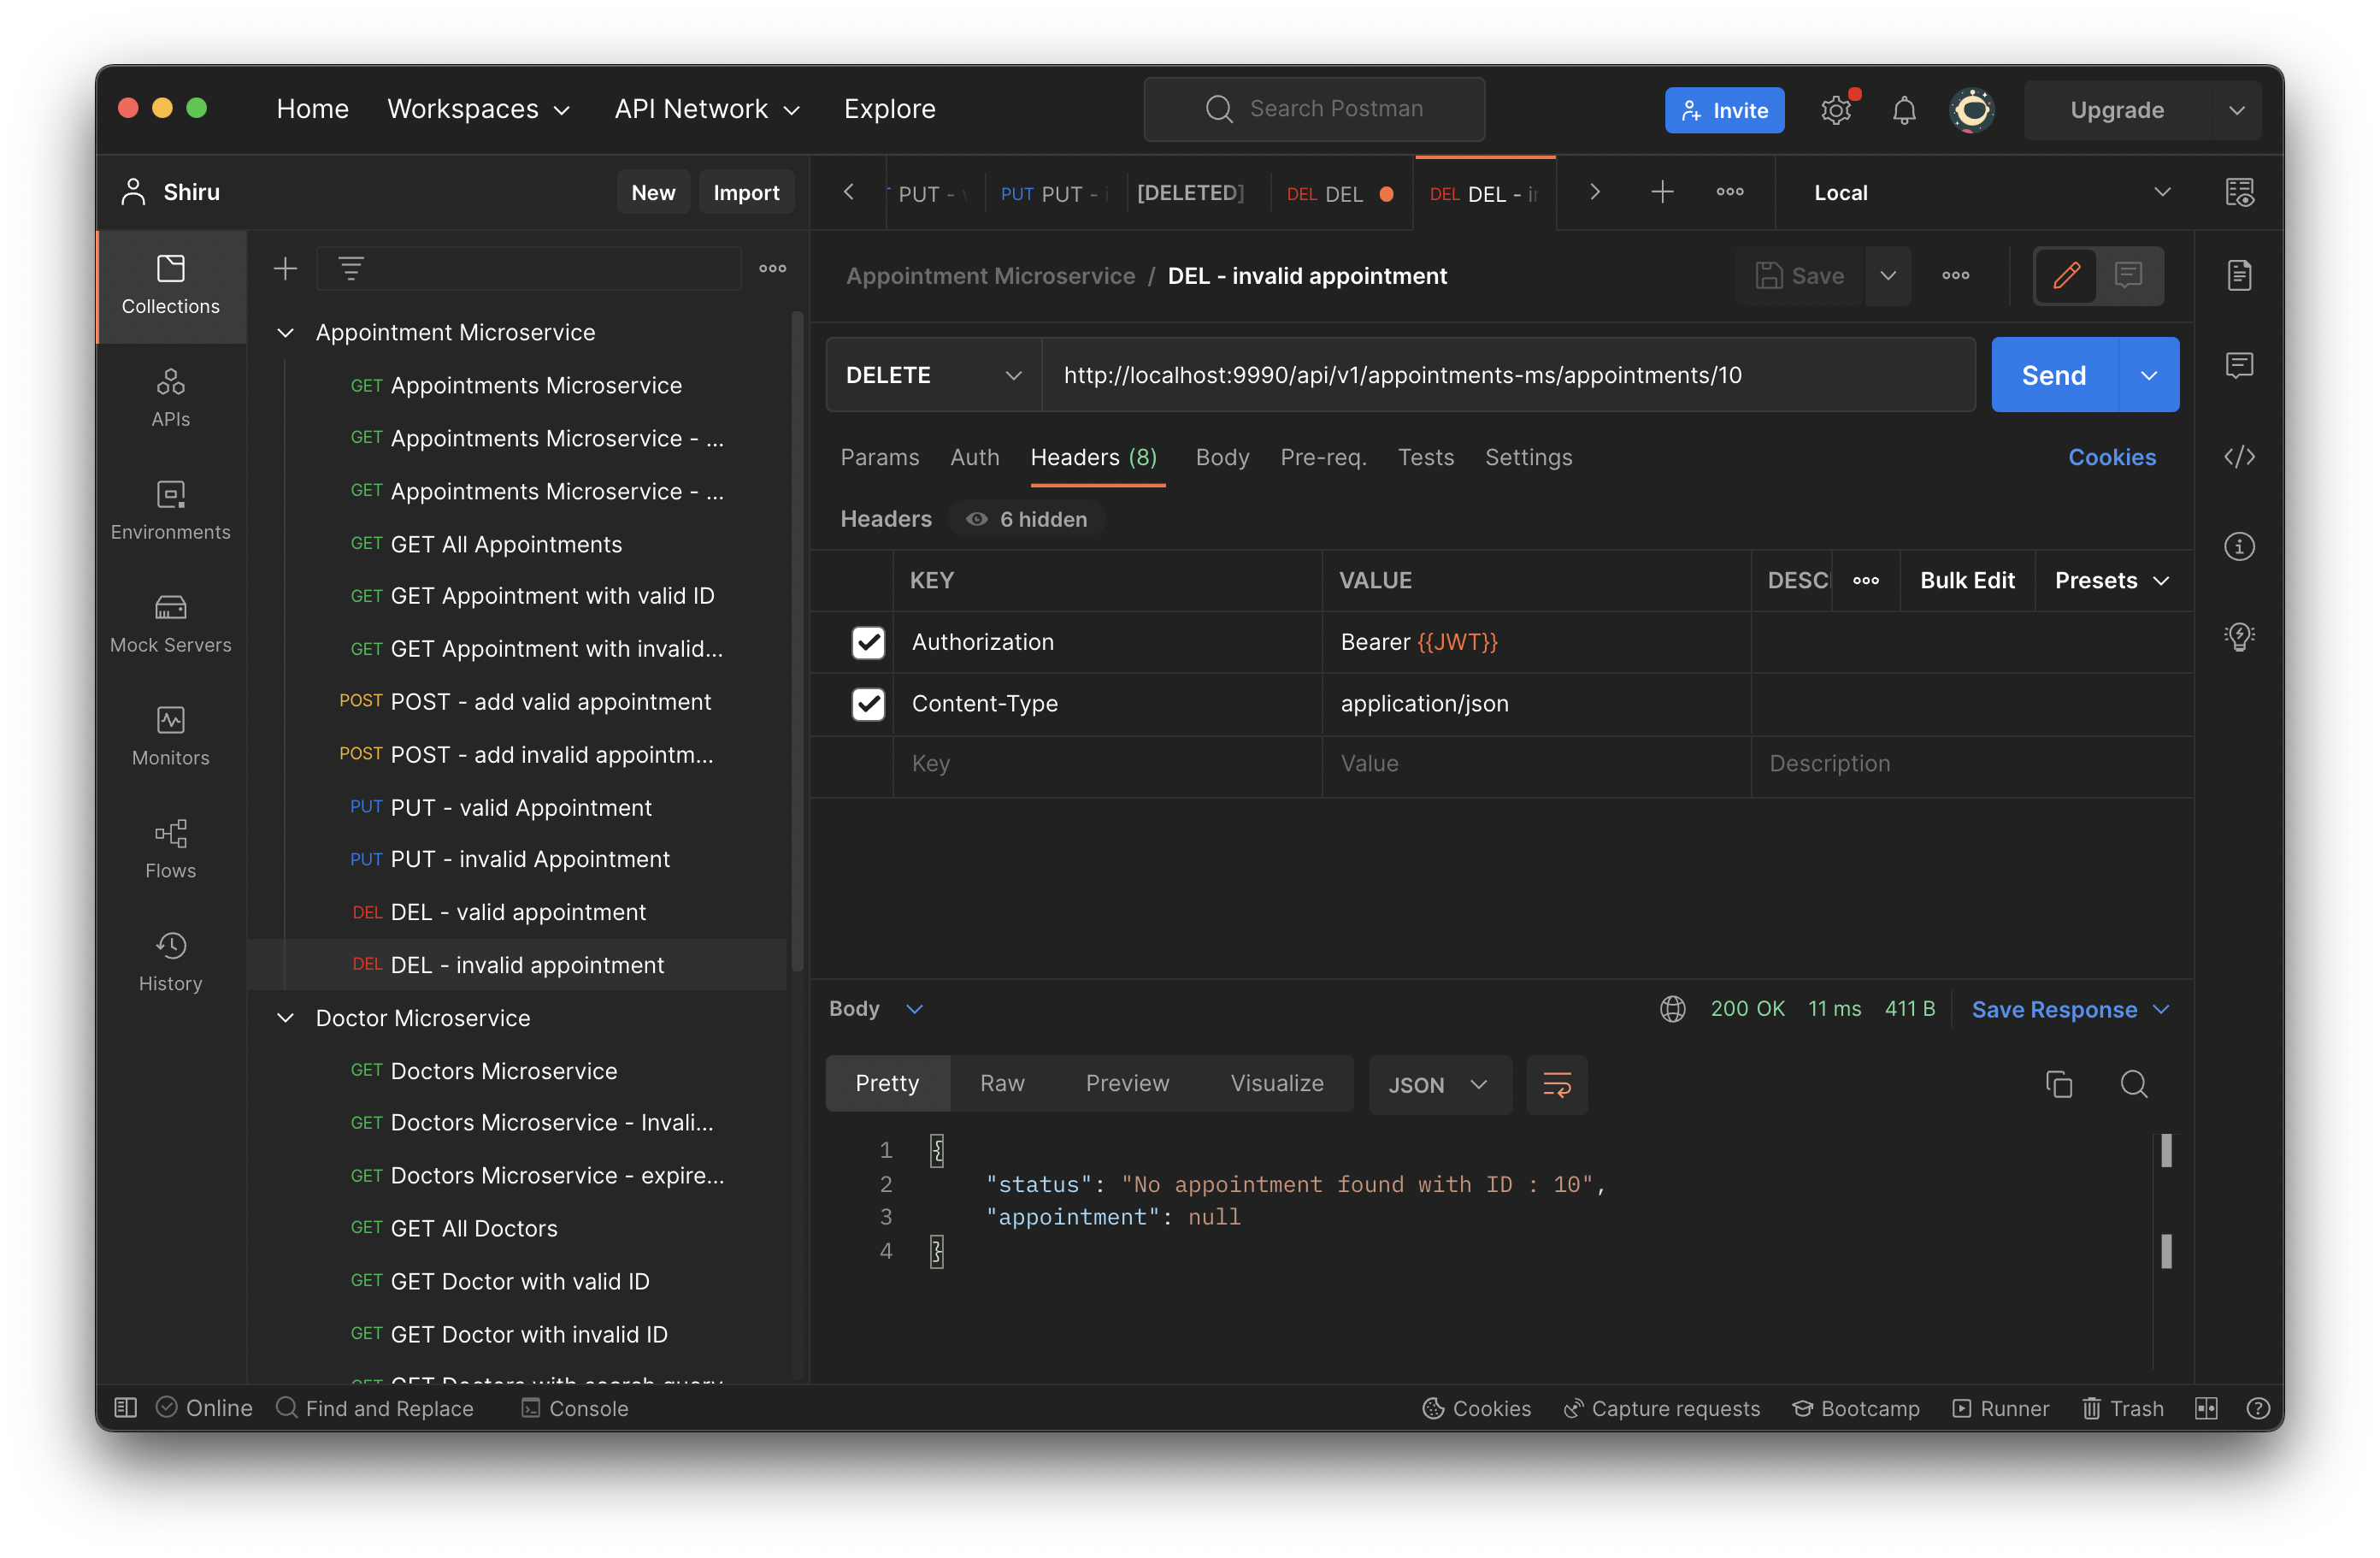 Home Workspaces API Network Explore Search Postman Invite Upgrade
Shiru New Import
PUT - PUT PUT - [DELETED] DEL DEL DEL DEL - Local
Collections
APIs
Environments
Mock Servers
Monitors
Flows
History
Appointment Microservice
GET Appointments Microservice
GET Appointments Microservice - ...
GET Appointments Microservice - ...
GET GET All Appointments
GET GET Appointment with valid ID
GET GET Appointment with invalid...
POST POST - add valid appointment
POST POST - add invalid appointm...
PUT PUT - valid Appointment
PUT PUT - invalid Appointment
DEL DEL - valid appointment
DEL DEL - invalid appointment
Doctor Microservice
GET Doctors Microservice
GET Doctors Microservice - Invali...
GET Doctors Microservice - expire...
GET GET All Doctors
GET GET Doctor with valid ID
GET GET Doctor with invalid ID
GET GET Doctors with search query
Appointment Microservice / DEL - invalid appointment Save
DELETE http://localhost:9990/api/v1/appointments-ms/appointments/10 Send
Params Auth Headers (8) Body Pre-req. Tests Settings Cookies
Headers 6 hidden
KEY VALUE DESC Bulk Edit Presets
Authorization Bearer {{JWT}}
Content-Type application/json
Key Value Description
Body 200 OK 11 ms 411 B Save Response
Pretty Raw Preview Visualize JSON
1 {
2 "status": "No appointment found with ID : 10",
3 "appointment": null
4 }
Online Find and Replace Console Cookies Capture requests Bootcamp Runner Trash